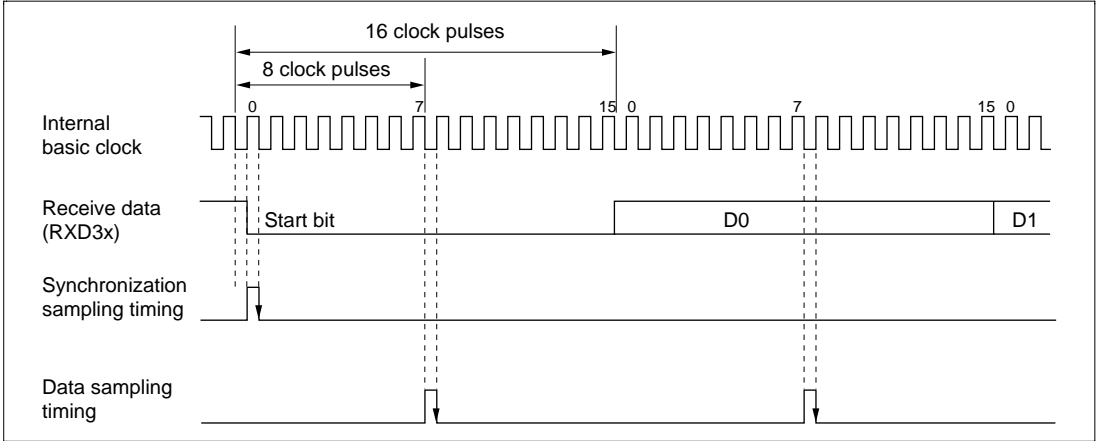 16 clock pulses
8 clock pulses
0 7 15 0 7 15 0
Internal
basic clock
Receive data
(RXD3x)
Start bit D0 D1
Synchronization
sampling timing
Data sampling
timing